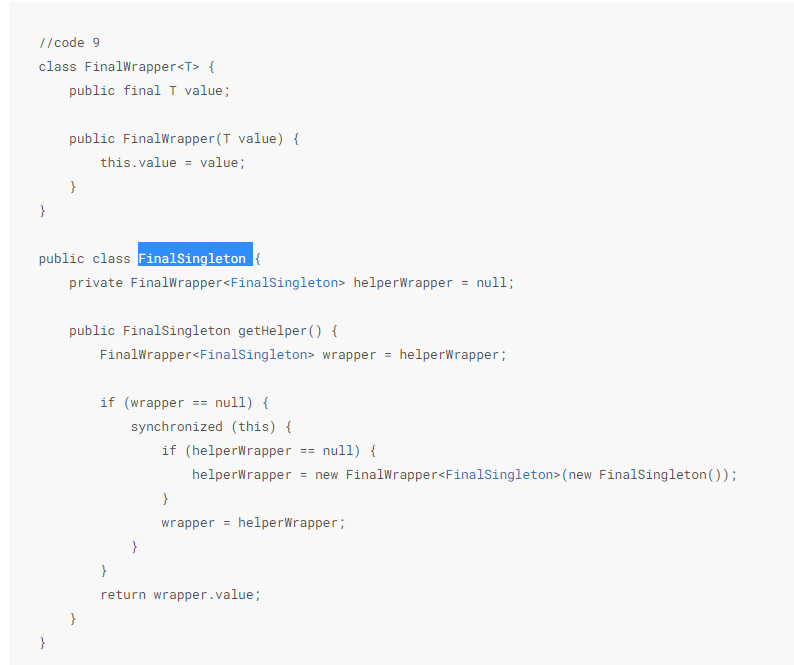 //code 9
class FinalWrapper<T> {
    public final T value;

    public FinalWrapper(T value) {
        this.value = value;
    }
}

public class FinalSingleton {
    private FinalWrapper<FinalSingleton> helperWrapper = null;

    public FinalSingleton getHelper() {
        FinalWrapper<FinalSingleton> wrapper = helperWrapper;

        if (wrapper == null) {
            synchronized (this) {
                if (helperWrapper == null) {
                    helperWrapper = new FinalWrapper<FinalSingleton>(new FinalSingleton());
                }
                wrapper = helperWrapper;
            }
        }
        return wrapper.value;
    }
}